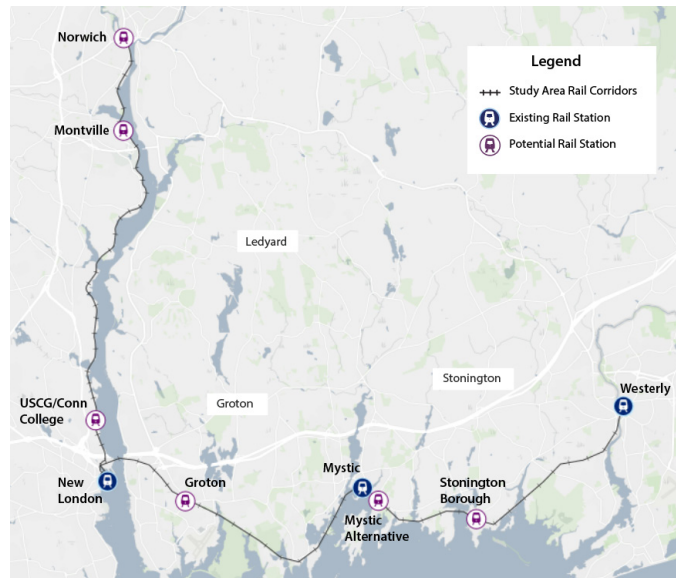 Norwich
Legend
Study Area Rail Corridors
Existing Rail Station
Potential Rail Station
Montville
Ledyard
Stonington
Westerly
USCG/Conn
College
Groton
New
London
Groton
Mystic
Mystic
Alternative
Stonington
Borough